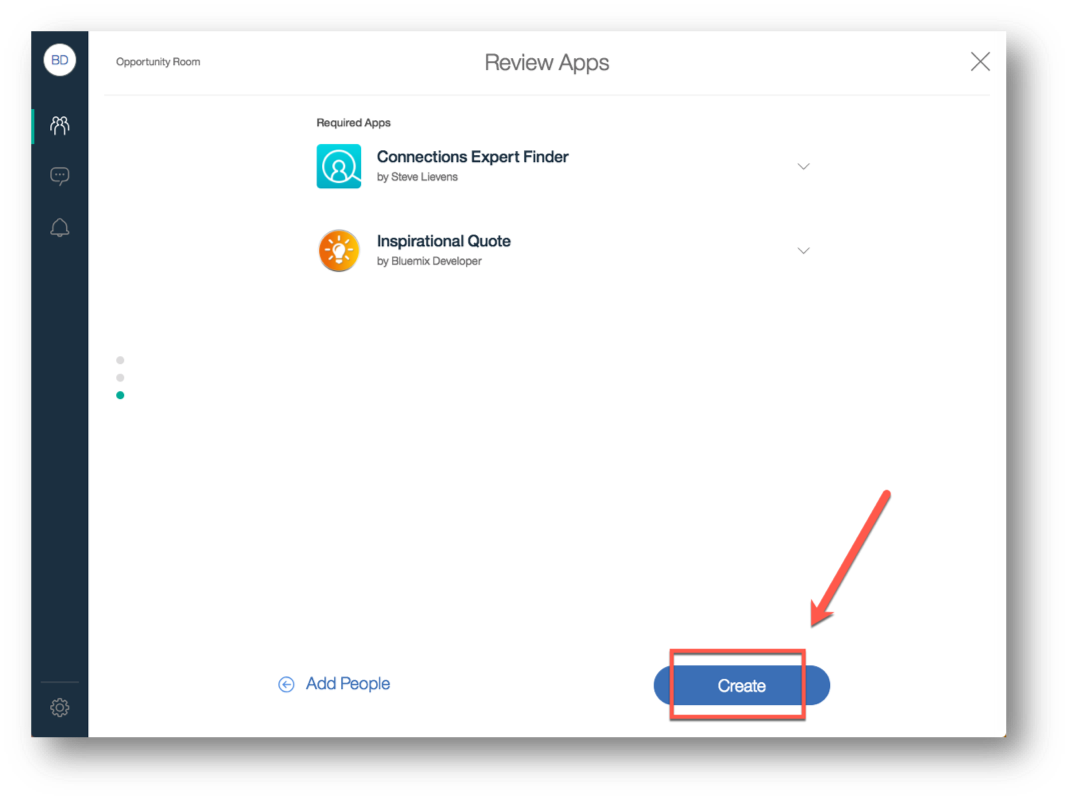 BD
Opportunity Room
Review Apps
Required Apps
Connections Expert Finder
by Steve Lievens
Inspirational Quote
by Bluemix Developer
Add People
Create